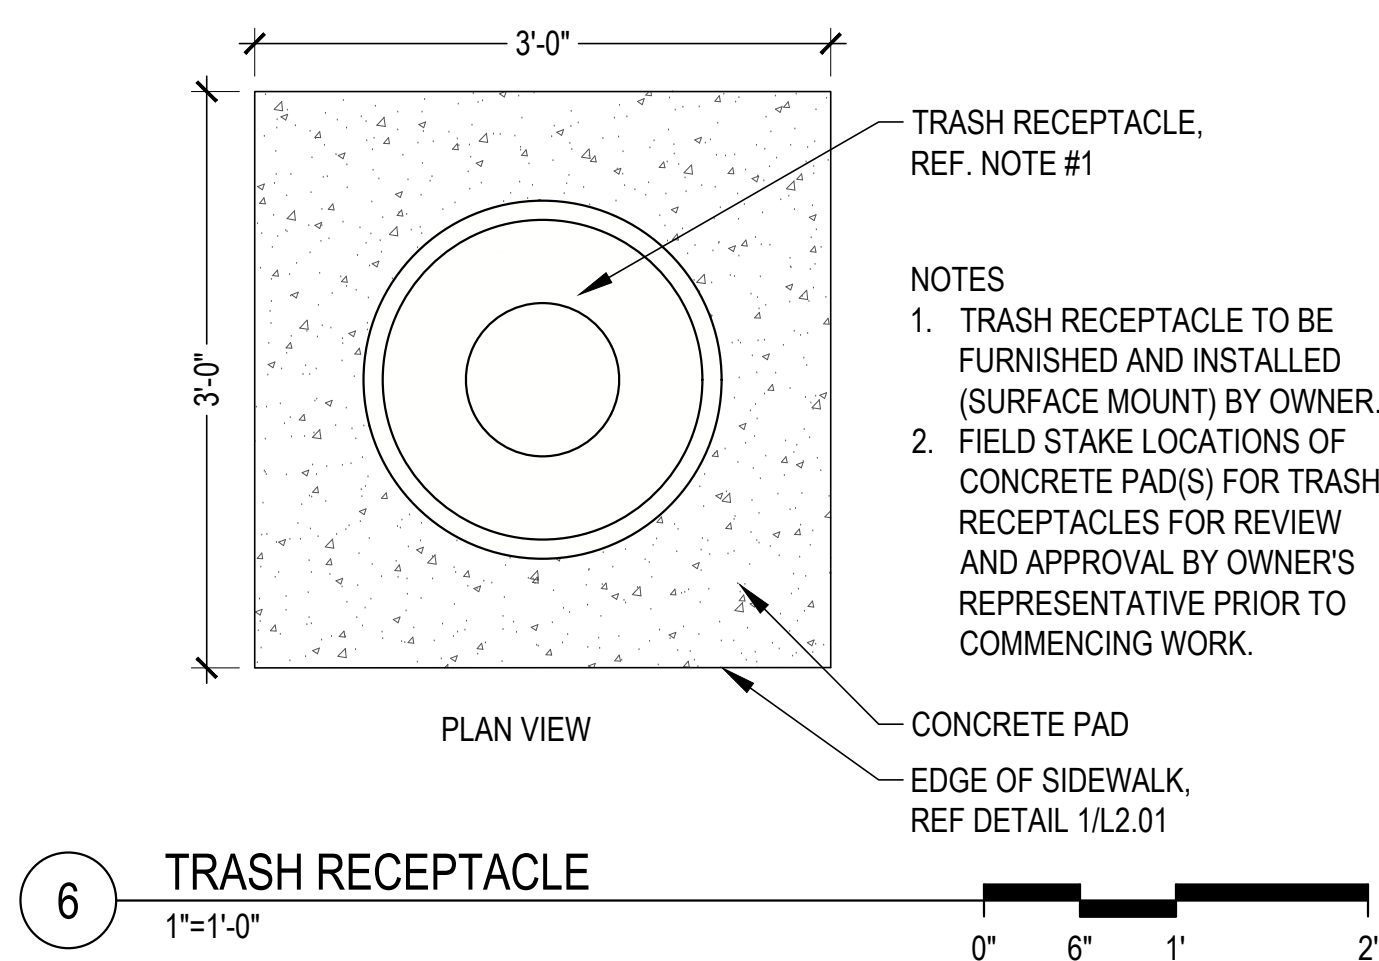 3'-0"
3'-0"
TRASH RECEPTACLE,
REF. NOTE #1
NOTES
1. TRASH RECEPTACLE TO BE
FURNISHED AND INSTALLED
(SURFACE MOUNT) BY OWNER.
2. FIELD STAKE LOCATIONS OF
CONCRETE PAD(S) FOR TRASH
RECEPTACLES FOR REVIEW
AND APPROVAL BY OWNER'S
REPRESENTATIVE PRIOR TO
COMMENCING WORK.
PLAN VIEW
CONCRETE PAD
EDGE OF SIDEWALK,
REF DETAIL 1/L2.01
6
TRASH RECEPTACLE
1"=1'-0"
0" 6" 1' 2'